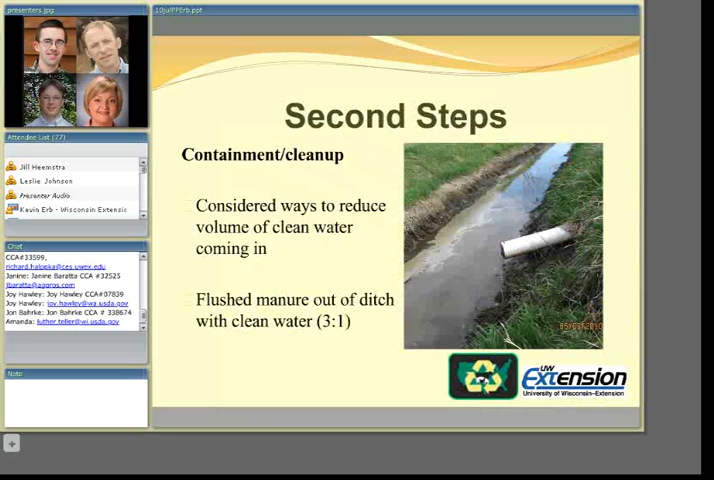 presenters.jpg
10julPPErb.ppt
Attendee List (77)
Jill Heemstra
Leslie Johnson
Presenter Audio
Kevin Erb - Wisconsin Extensic
Chat
CCA#33599,
richard.halopka@ces.uwex.edu
Janine: Janine Baratta CCA #32525
jbaratta@agpros.com
Joy Hawley: Joy Hawley CCA#07839
Joy Hawley: joy.hawley@wa.usda.gov
Jon Bahrke: Jon Bahrke CCA # 338674
Amanda: luther.teller@wi.usda.gov
Note
Second Steps
Containment/cleanup
Considered ways to reduce
volume of clean water
coming in
Flushed manure out of ditch
with clean water (3:1)
UW
Extension
University of Wisconsin–Extension